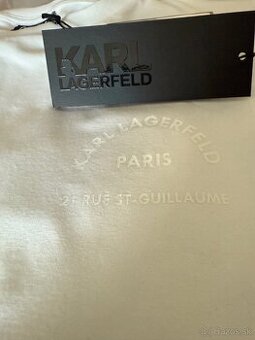 KARL
LAGERFELD
KARL LAGERFELD
PARIS
21 RUE ST-GUILLAUME